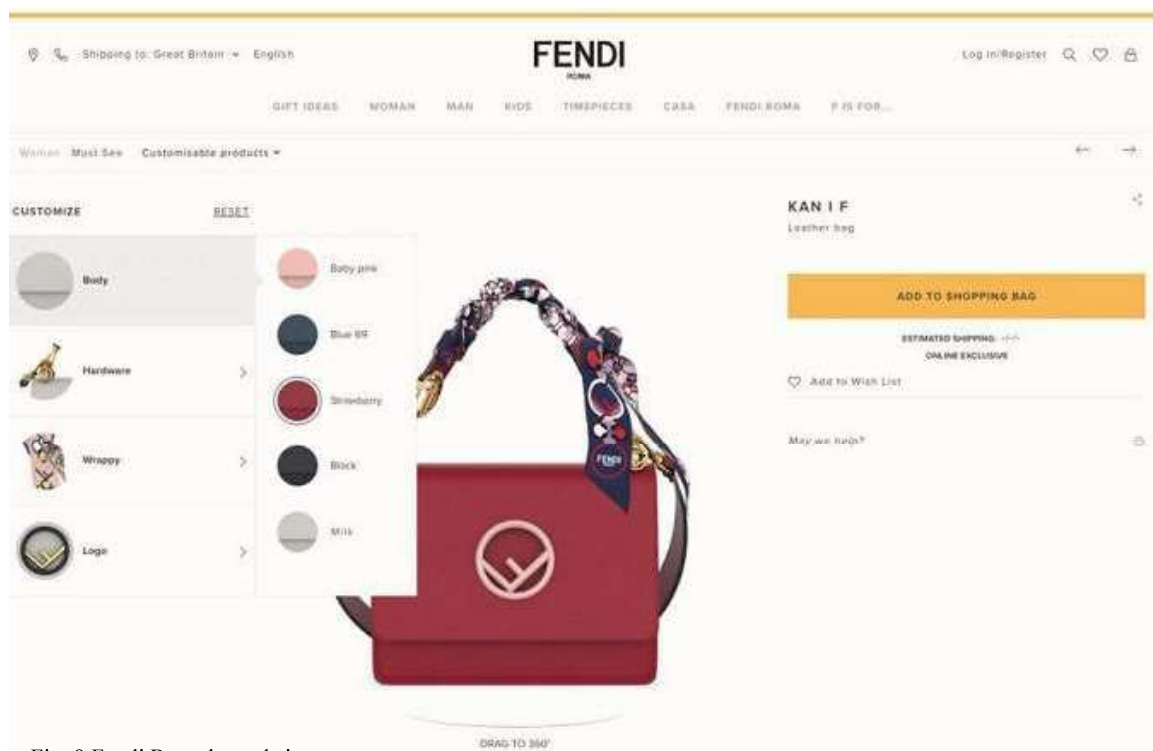 Shipping to: Great Britain English
FENDI
ROMA
Log in/Register
GIFT IDEAS WOMAN MAN KIDS TIMEPIECES CASA FENDI ROMA F IS FOR...
Woman Must See Customisable products
CUSTOMIZE RESET
Body
Hardware
Wrappy
Logo
Baby pink
Blue 69
Strawberry
Black
Milk
FENDI
KAN I F
Leather bag
ADD TO SHOPPING BAG
ESTIMATED SHIPPING:
ONLINE EXCLUSIVE
Add to Wish List
May we help?
DRAG TO 360°